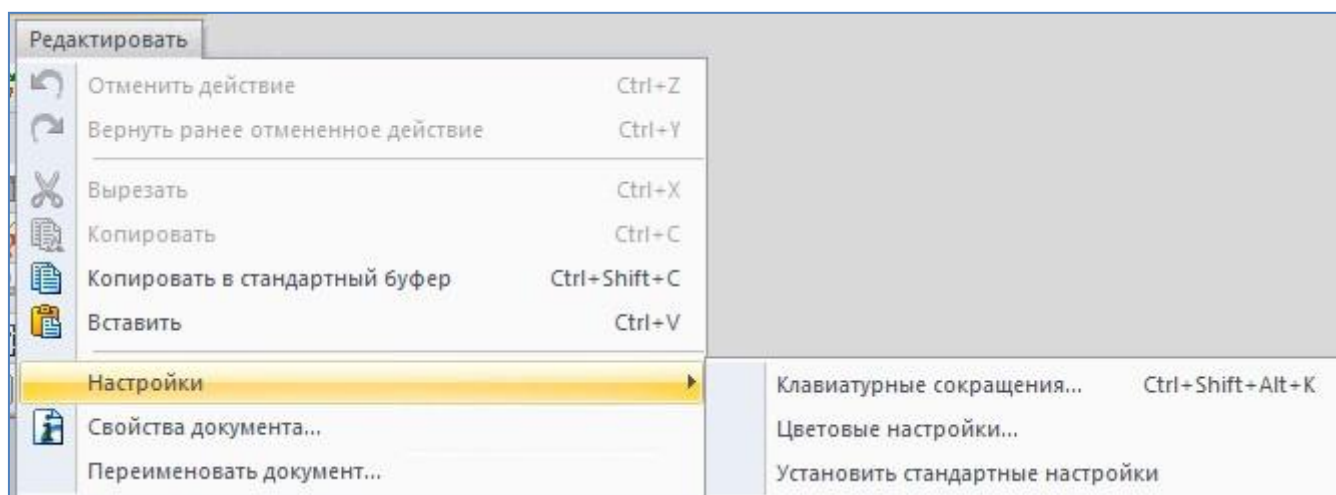 Редактировать
Отменить действие Ctrl+Z
Вернуть ранее отмененное действие Ctrl+Y
Вырезать Ctrl+X
Копировать Ctrl+C
Копировать в стандартный буфер Ctrl+Shift+C
Вставить Ctrl+V
Настройки
Клавиатурные сокращения... Ctrl+Shift+Alt+K
Свойства документа...
Цветовые настройки...
Переименовать документ...
Установить стандартные настройки